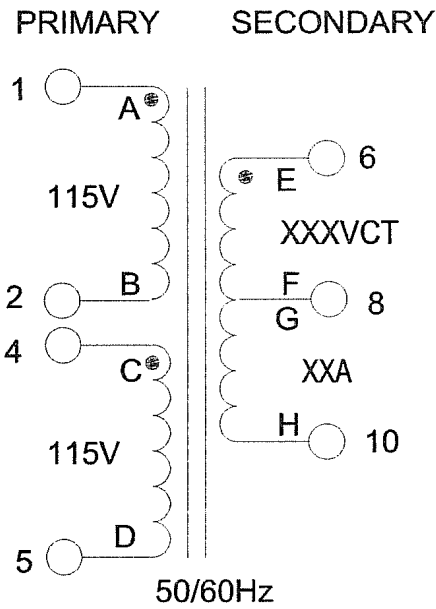 PRIMARY SECONDARY
1
A
6
E
115V
XXXVCT
2
B
F
8
G
4
C
XXA
H
10
115V
D
5
50/60Hz